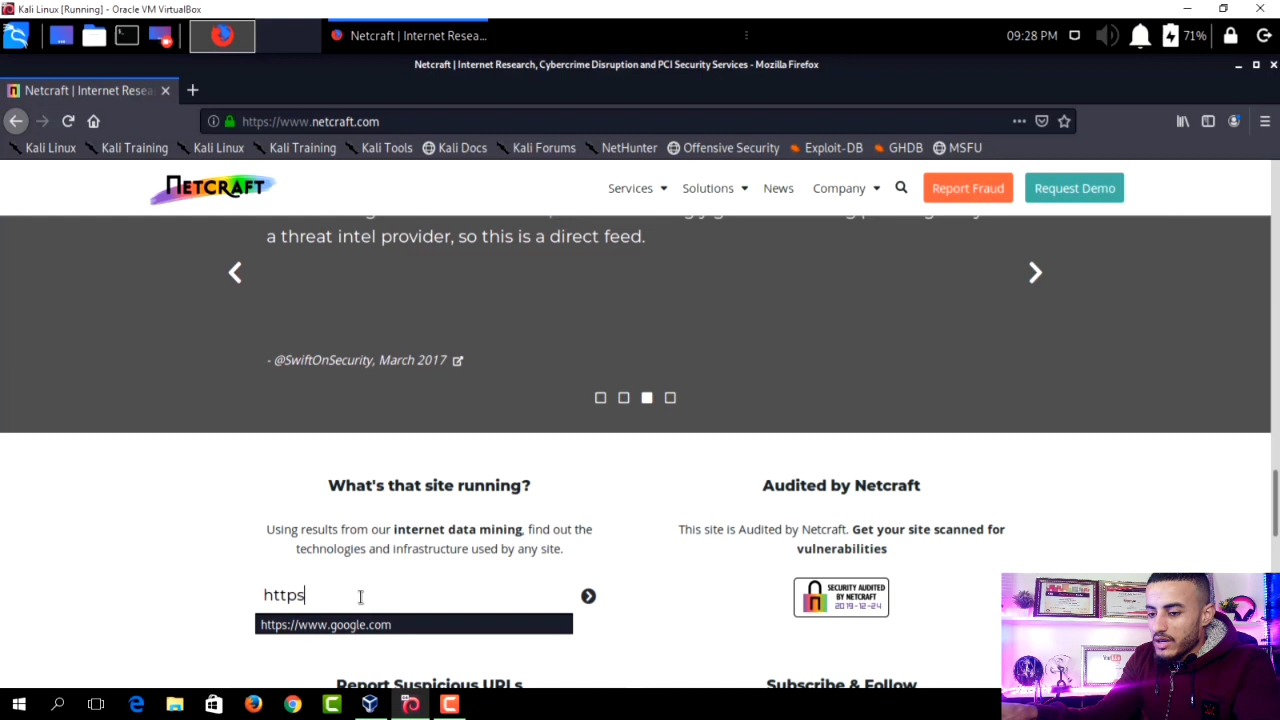 Kali Linux [Running] - Oracle VM VirtualBox
Netcraft | Internet Resea...
09:28 PM
71%
Netcraft | Internet Research, Cybercrime Disruption and PCI Security Services - Mozilla Firefox
Netcraft | Internet Resea
https://www.netcraft.com
Kali Linux
Kali Training
Kali Linux
Kali Training
Kali Tools
Kali Docs
Kali Forums
NetHunter
Offensive Security
Exploit-DB
GHDB
MSFU
NETCRAFT
Services
Solutions
News
Company
Report Fraud
Request Demo
a threat intel provider, so this is a direct feed.
- @SwiftOnSecurity, March 2017
What's that site running?
Using results from our internet data mining, find out the
technologies and infrastructure used by any site.
https
https://www.google.com
Audited by Netcraft
This site is Audited by Netcraft. Get your site scanned for
vulnerabilities
SECURITY AUDITED
BY NETCRAFT
2019-12-24
Report Suspicious URLs
Subscribe & Follow